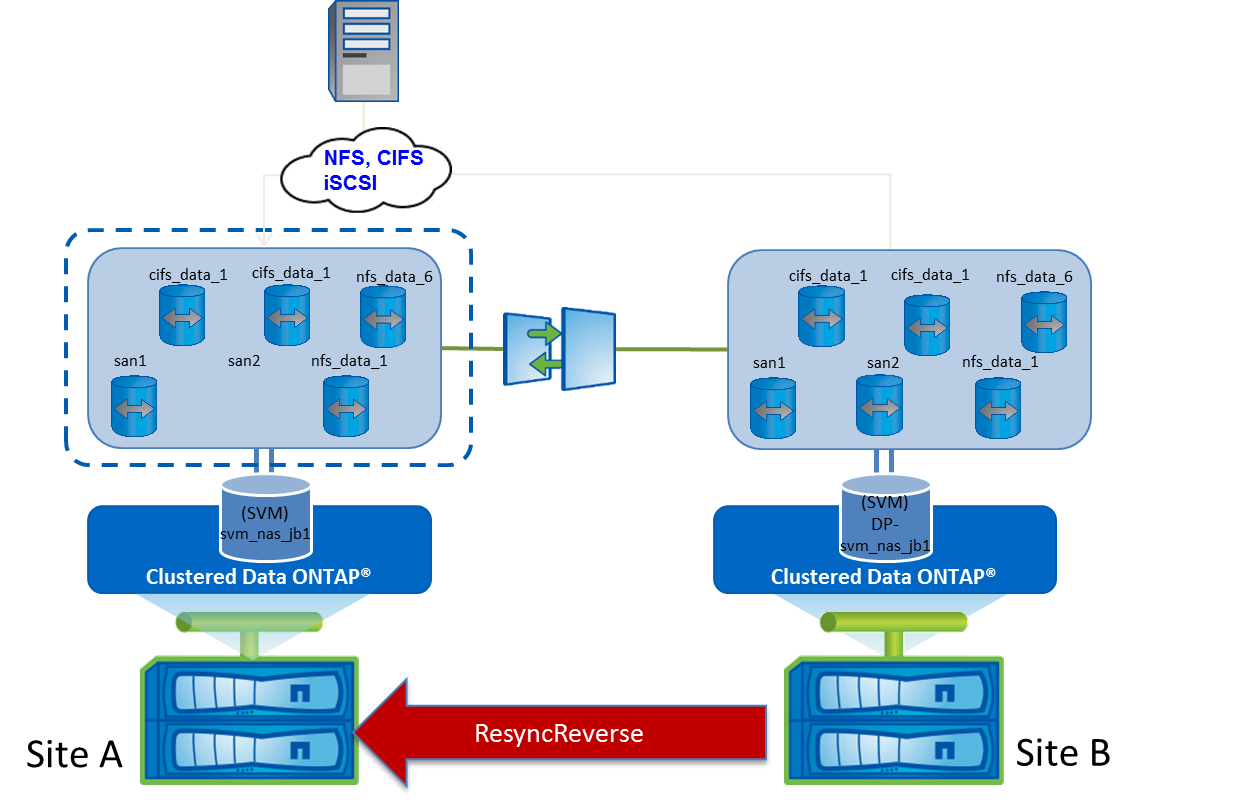 NFS, CIFS
iSCSI
cifs_data_1
cifs_data_1
nfs_data_6
san1
san2
nfs_data_1
cifs_data_1
cifs_data_1
nfs_data_6
san1
san2
nfs_data_1
(SVM)
svm_nas_jb1
Clustered Data ONTAP®
(SVM)
DP-
svm_nas_jb1
Clustered Data ONTAP®
Site A
ResyncReverse
Site B